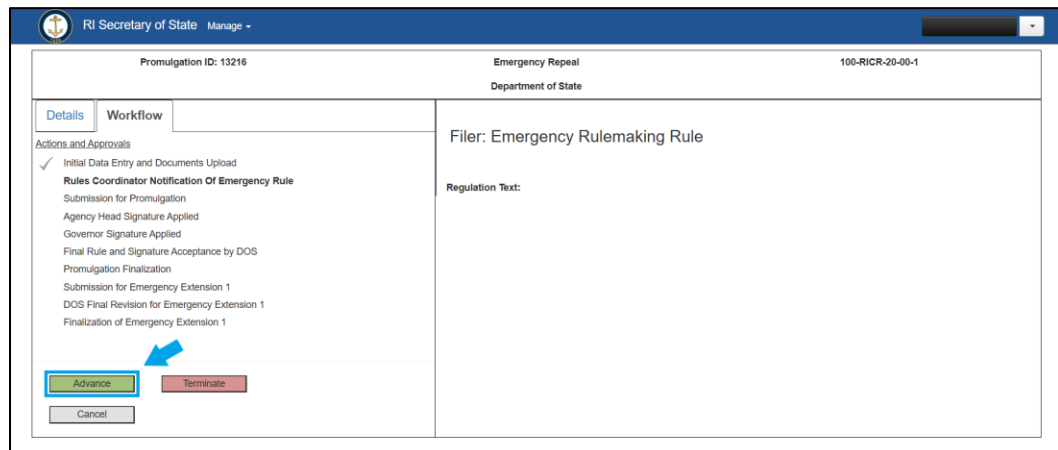 RI Secretary of State Manage
Promulgation ID: 13216 Emergency Repeal 100-RICR-20-00-1
Department of State
Details Workflow
Actions and Approvals
Initial Data Entry and Documents Upload
Rules Coordinator Notification Of Emergency Rule
Submission for Promulgation
Agency Head Signature Applied
Governor Signature Applied
Final Rule and Signature Acceptance by DOS
Promulgation Finalization
Submission for Emergency Extension 1
DOS Final Revision for Emergency Extension 1
Finalization of Emergency Extension 1
Advance Terminate
Cancel
Filer: Emergency Rulemaking Rule
Regulation Text: